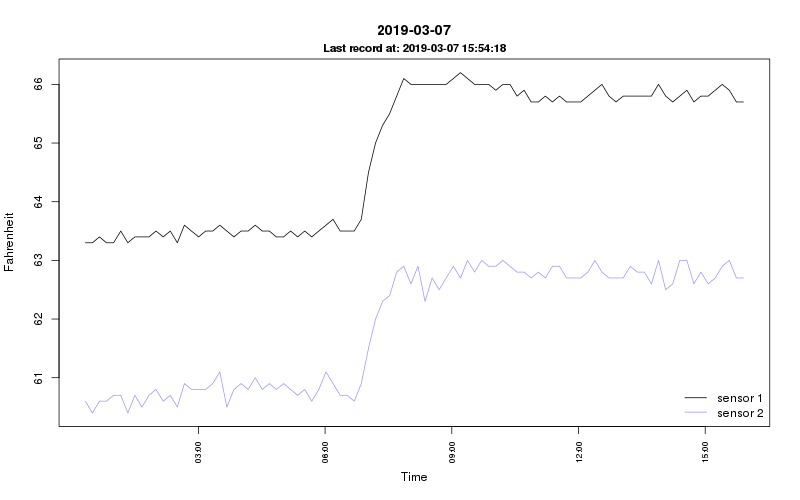 2019-03-07
Last record at: 2019-03-07 15:54:18
Fahrenheit
66
65
64
63
62
61
sensor 1
sensor 2
03:00
06:00
09:00
12:00
15:00
Time